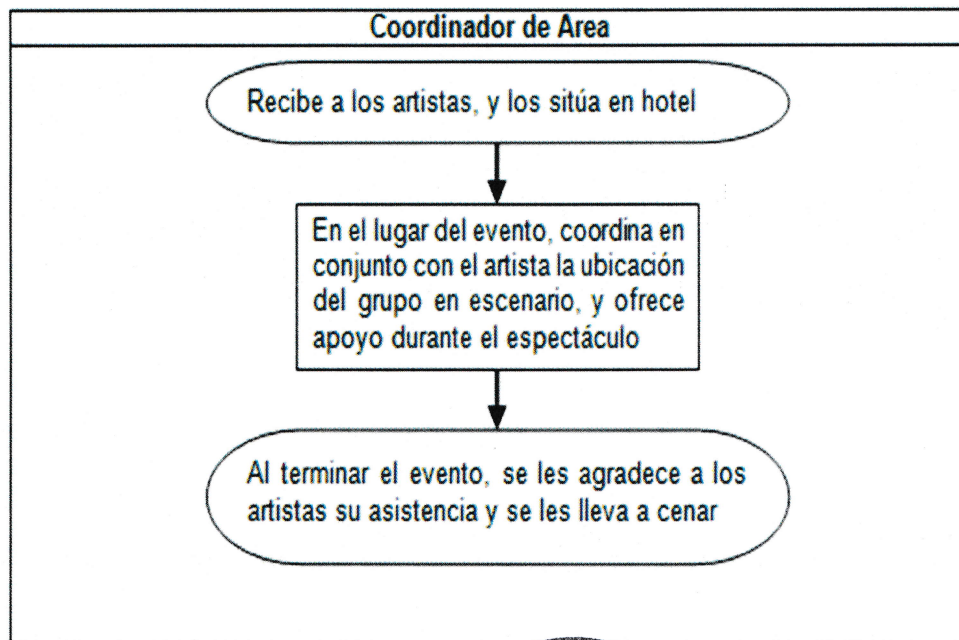 Coordinador de Area
Recibe a los artistas, y los sitúa en hotel
En el lugar del evento, coordina en
conjunto con el artista la ubicación
del grupo en escenario, y ofrece
apoyo durante el espectáculo
Al terminar el evento, se les agradece a los
artistas su asistencia y se les lleva a cenar